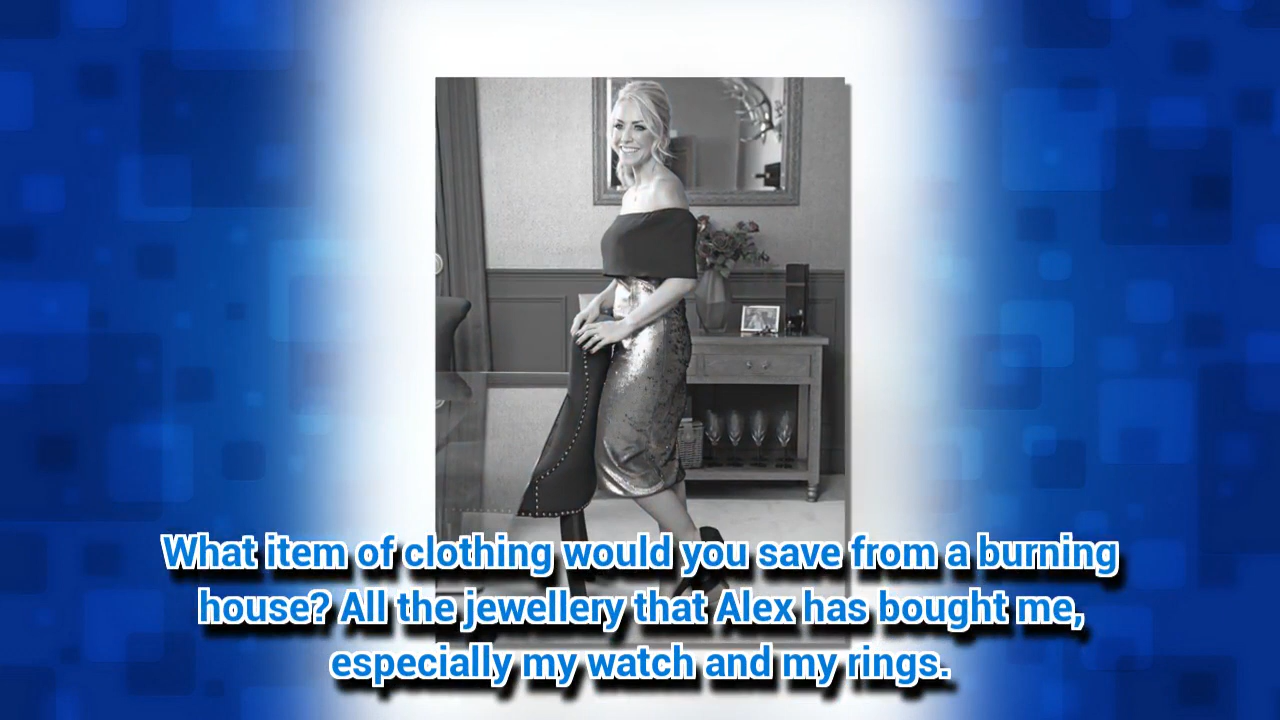 What item of clothing would you save from a burning
house? All the jewellery that Alex has bought me,
especially my watch and my rings.